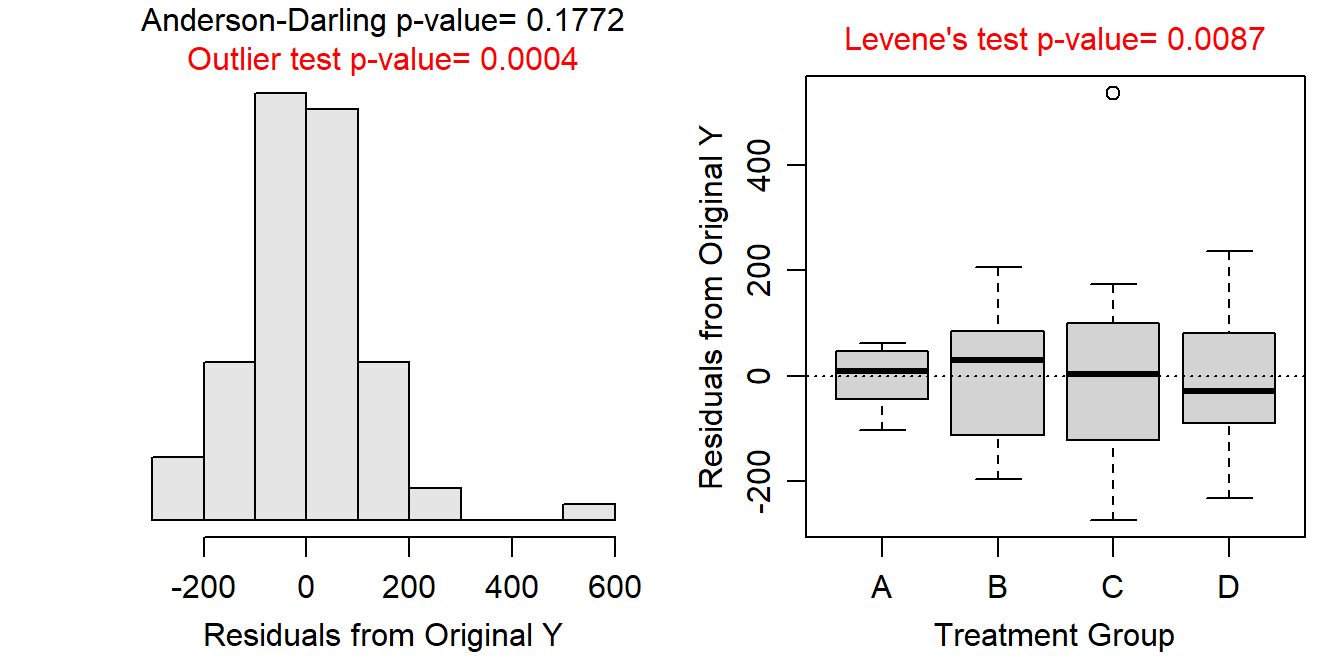 Anderson-Darling p-value= 0.1772
Outlier test p-value= 0.0004
-200 0 200 400 600
Residuals from Original Y
Levene's test p-value= 0.0087
Residuals from Original Y
400
200
0
-200
A B C D
Treatment Group